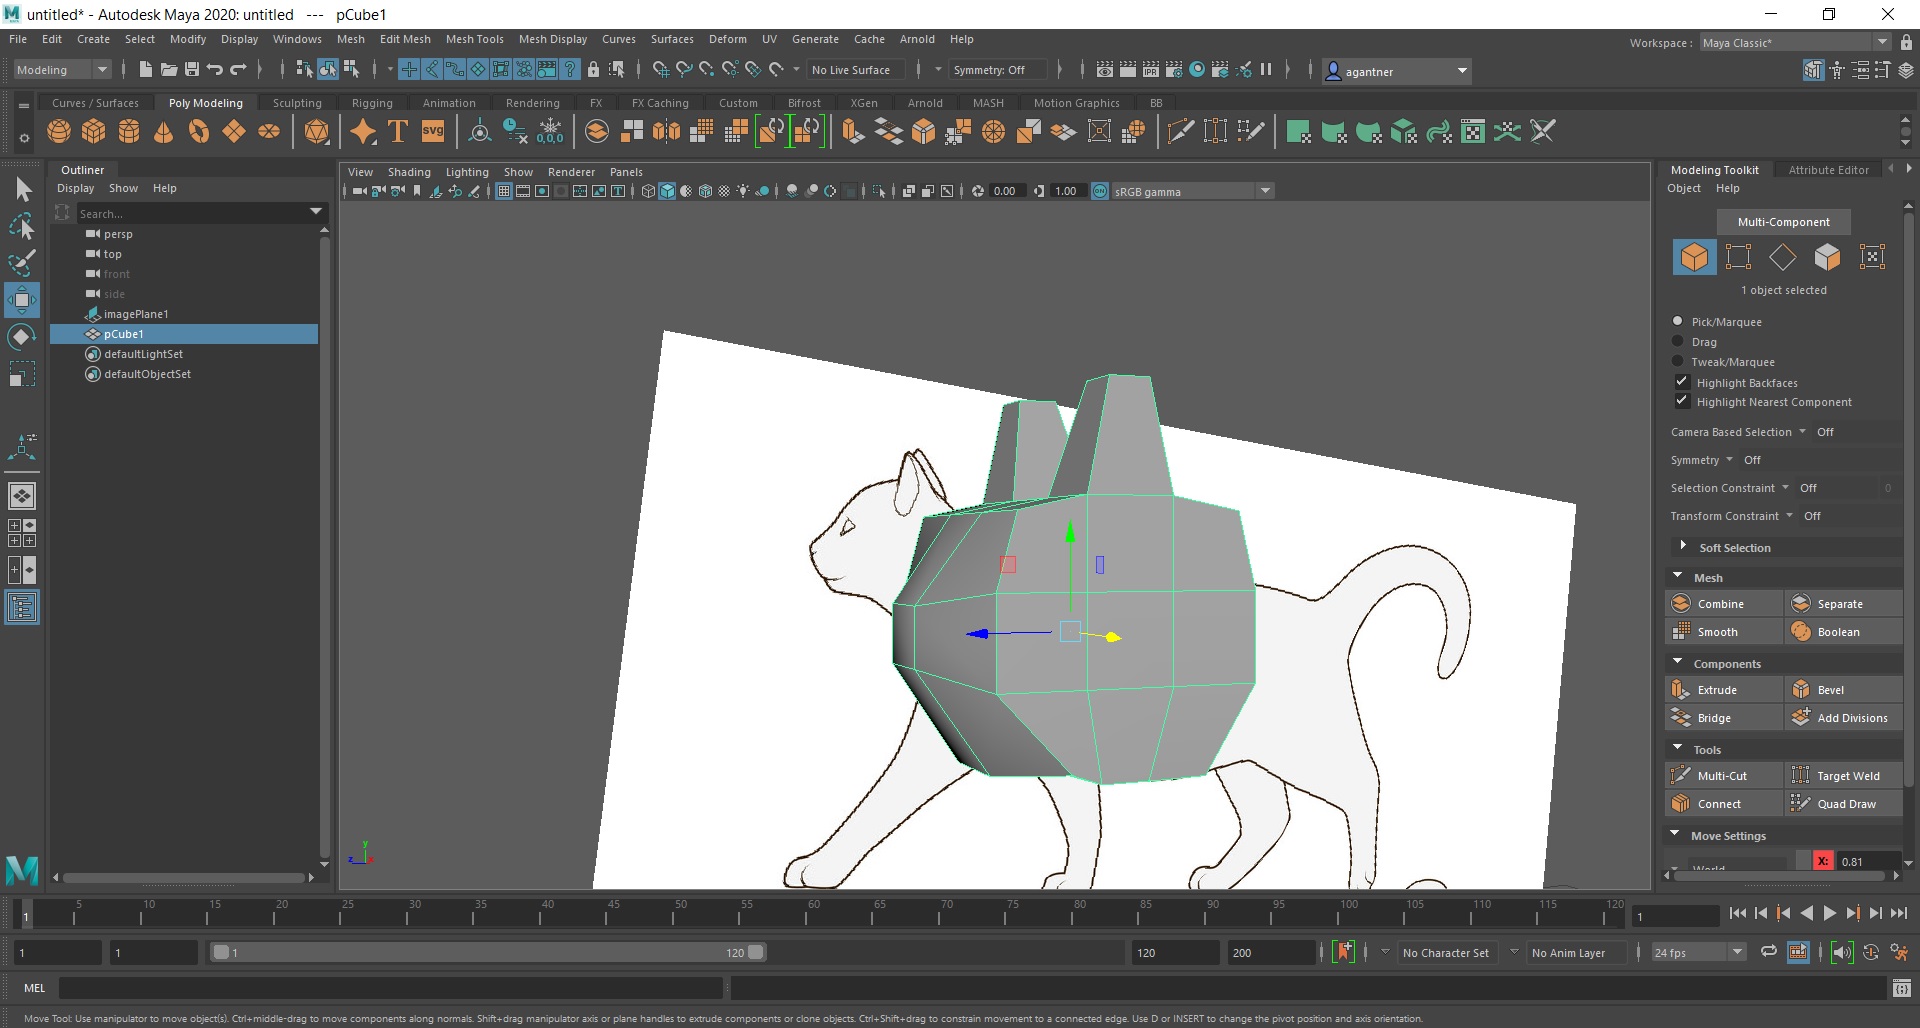 untitled* - Autodesk Maya 2020: untitled --- pCube1
File Edit Create Select Modify Display Windows Mesh Edit Mesh Mesh Tools Mesh Display Curves Surfaces Deform UV Generate Cache Arnold Help
Workspace : Maya Classic*
Modeling No Live Surface Symmetry: Off agantner
Curves / Surfaces Poly Modeling Sculpting Rigging Animation Rendering FX FX Caching Custom Bifrost XGen Arnold MASH Motion Graphics BB
T svg 0,0,0
Outliner
Display Show Help
Search...
persp
top
front
side
imagePlane1
pCube1
defaultLightSet
defaultObjectSet
View Shading Lighting Show Renderer Panels
0.00 1.00 ON sRGB gamma
y
z x
Modeling Toolkit Attribute Editor
Object Help
Multi-Component
1 object selected
Pick/Marquee
Drag
Tweak/Marquee
Highlight Backfaces
Highlight Nearest Component
Camera Based Selection Off
Symmetry Off
Selection Constraint Off 0
Transform Constraint Off
Soft Selection
Mesh
Combine Separate
Smooth Boolean
Components
Extrude Bevel
Bridge Add Divisions
Tools
Multi-Cut Target Weld
Connect Quad Draw
Move Settings
World X: 0.81
1 5 10 15 20 25 30 35 40 45 50 55 60 65 70 75 80 85 90 95 100 105 110 115 120 1
1 1 1 120 120 200 No Character Set No Anim Layer 24 fps
MEL
Move Tool: Use manipulator to move object(s). Ctrl+middle-drag to move components along normals. Shift+drag manipulator axis or plane handles to extrude components or clone objects. Ctrl+Shift+drag to constrain movement to a connected edge. Use D or INSERT to change the pivot position and axis orientation.